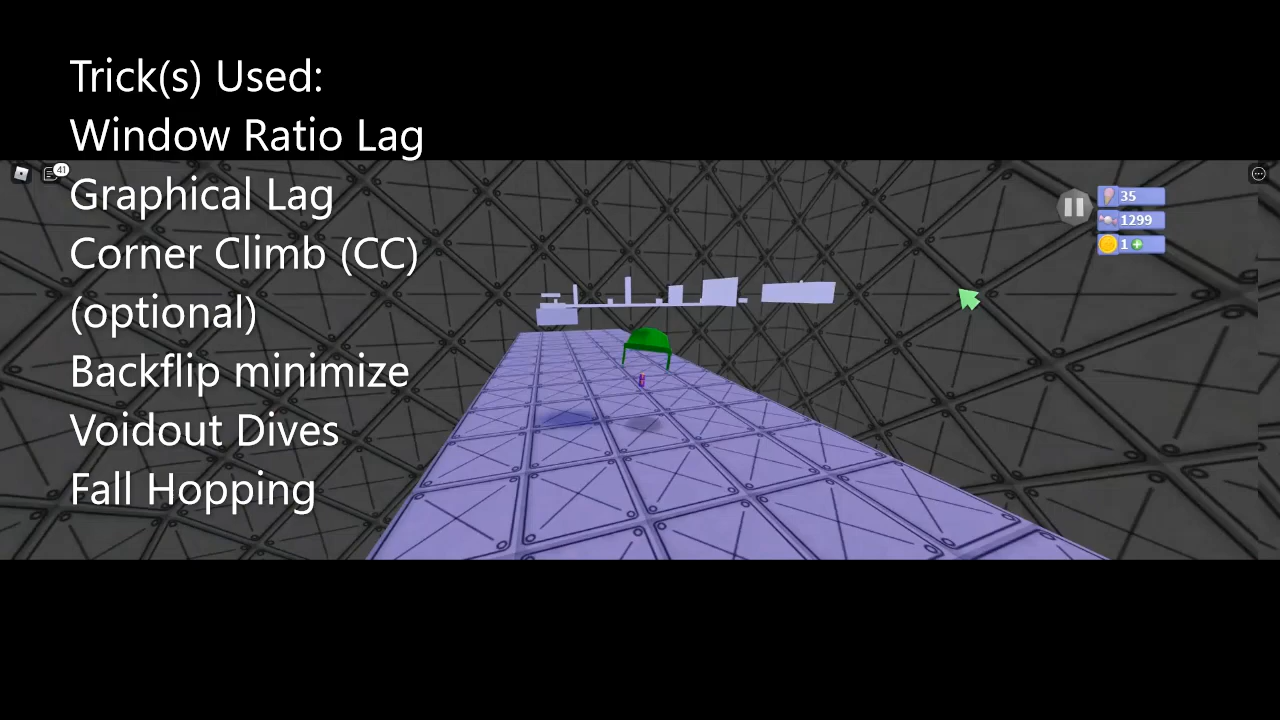 Trick(s) Used:
Window Ratio Lag
41
Graphical Lag
35
1299
1
Corner Climb (CC)
(optional)
Backflip minimize
Voidout Dives
Fall Hopping